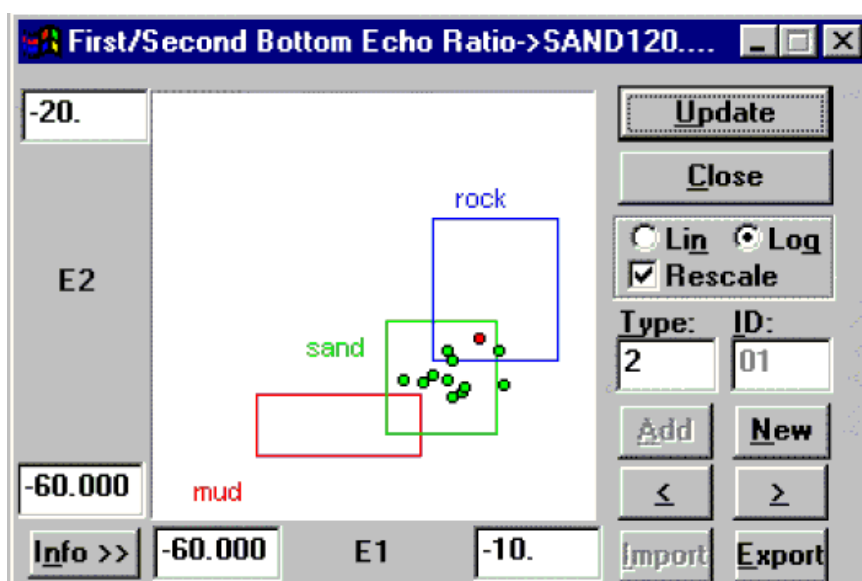 First/Second Bottom Echo Ratio->SAND120....
-20.
Update
Close
rock
Lin Log
Rescale
E2
sand
Type: ID:
2 01
Add New
-60.000
mud
< >
Info >> -60.000 E1 -10. Import Export